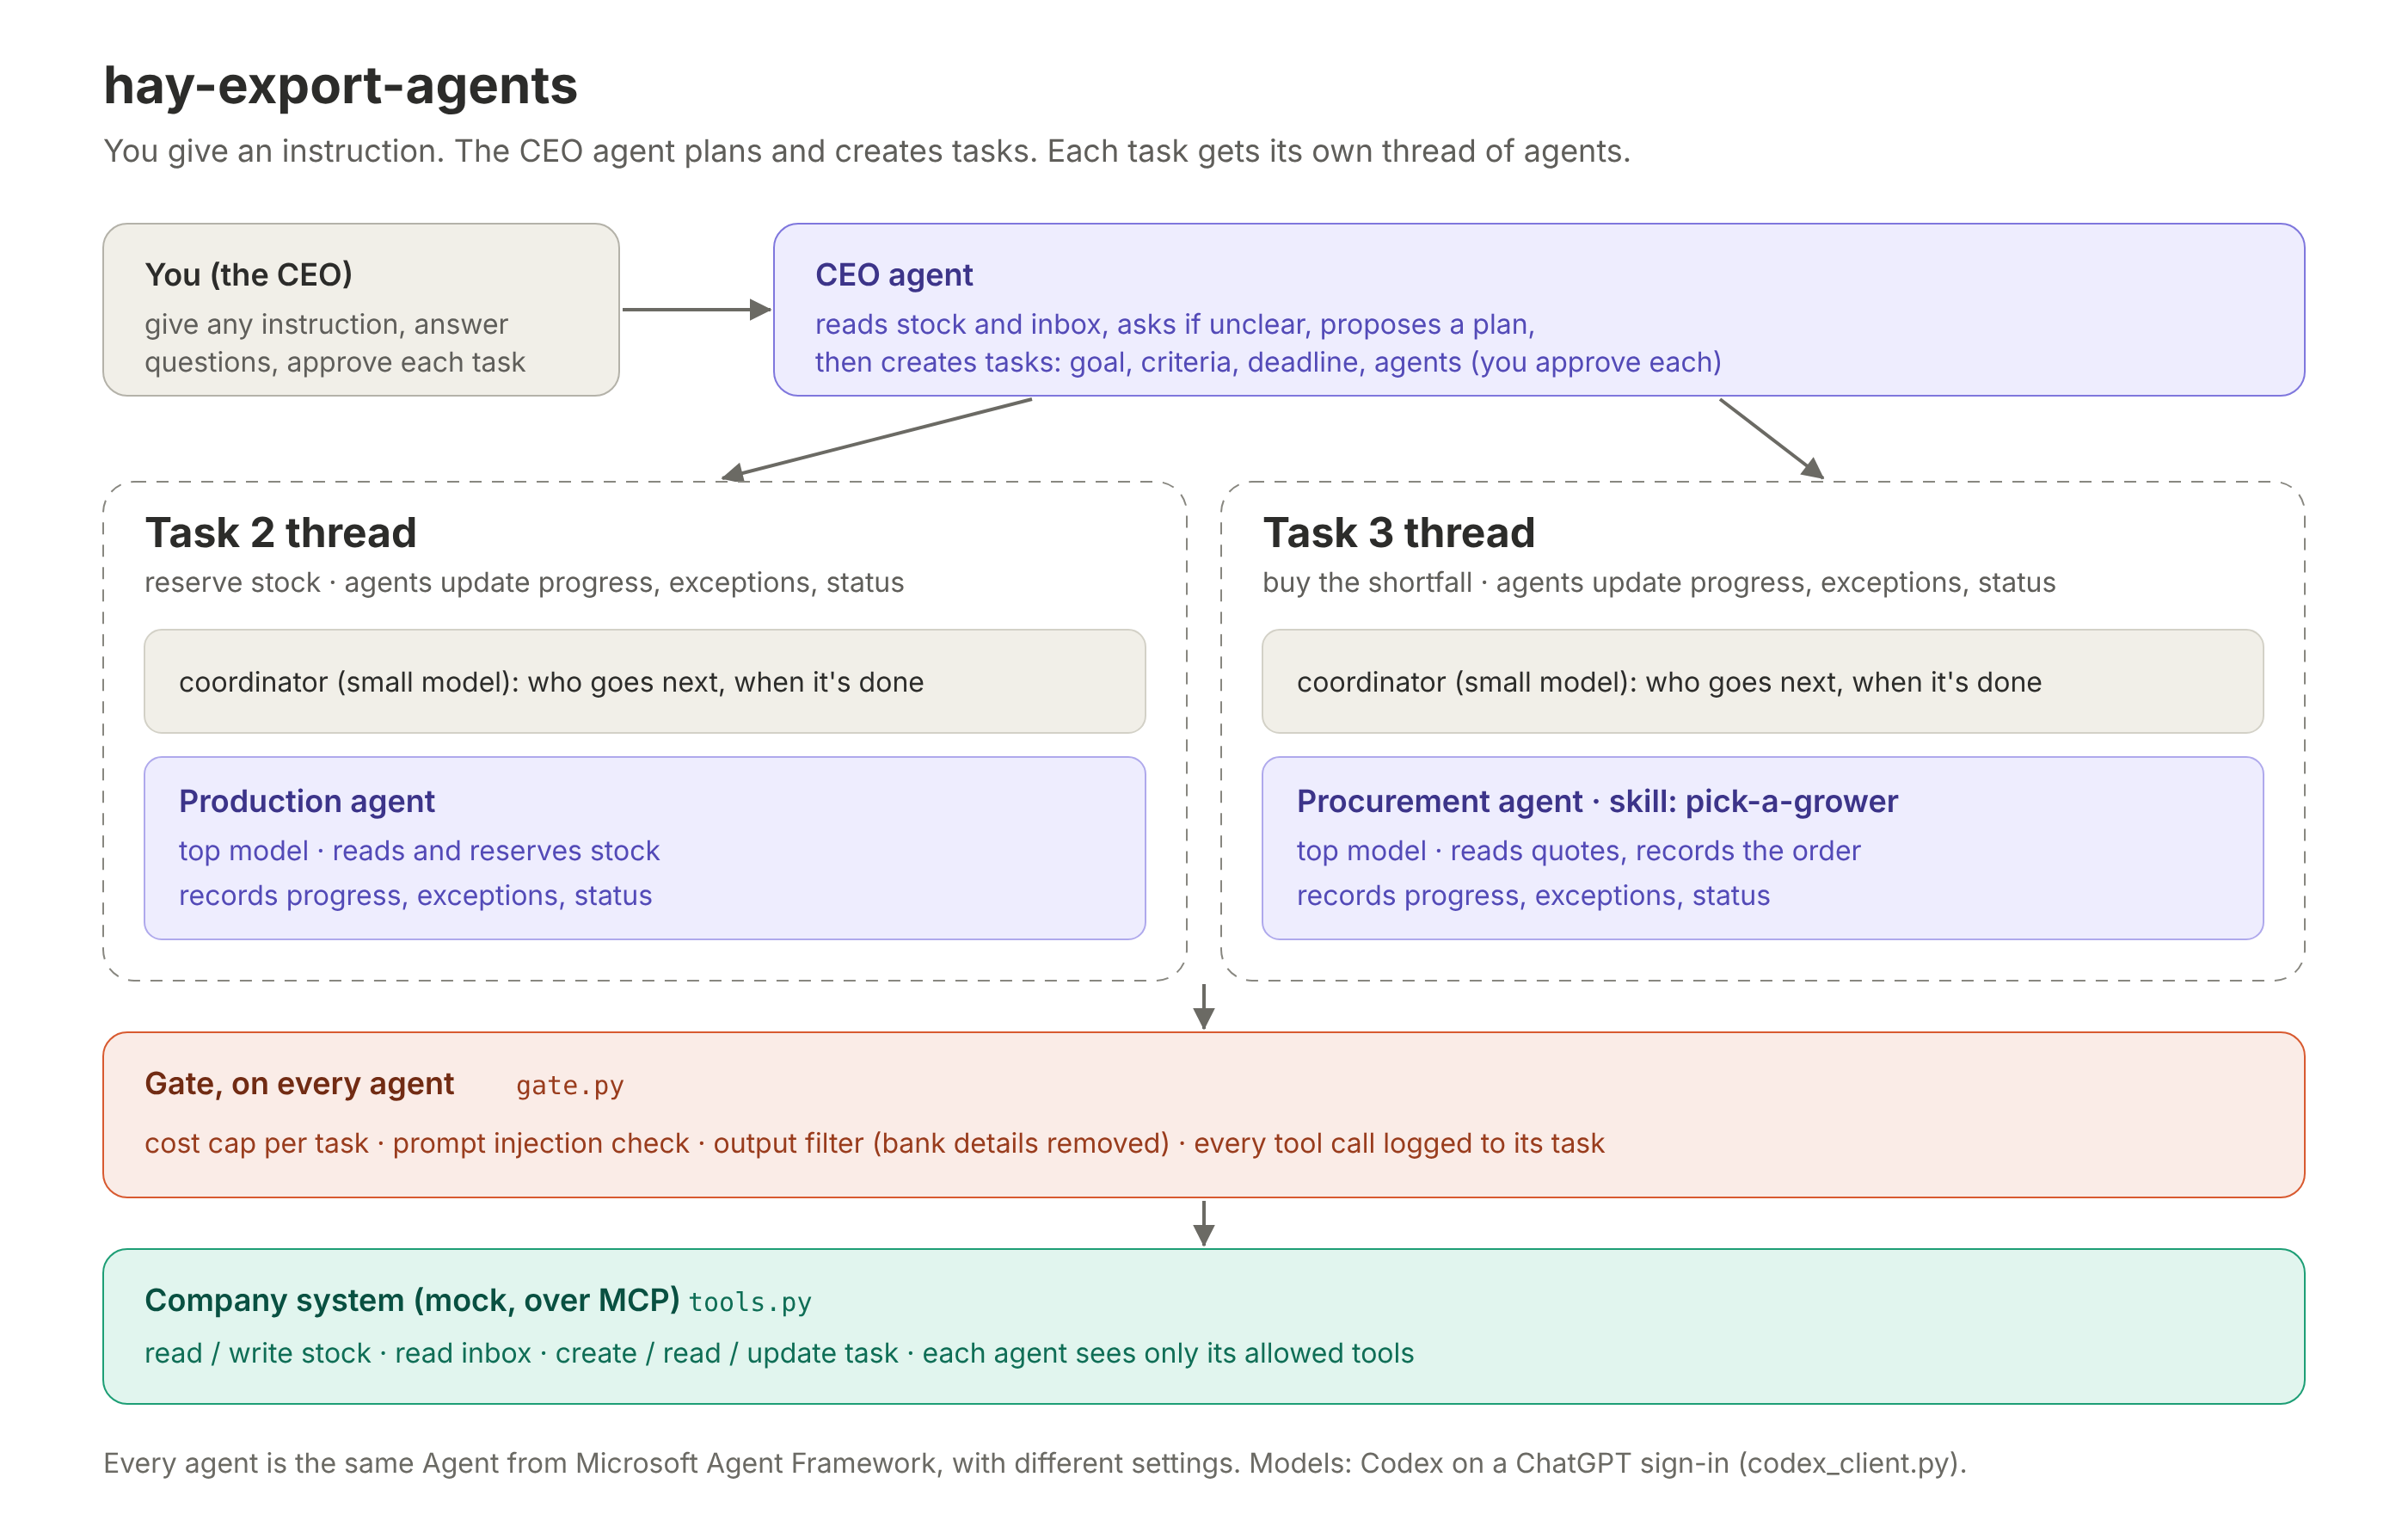 hay-export-agents
You give an instruction. The CEO agent plans and creates tasks. Each task gets its own thread of agents.
You (the CEO)
give any instruction, answer
questions, approve each task
CEO agent
reads stock and inbox, asks if unclear, proposes a plan,
then creates tasks: goal, criteria, deadline, agents (you approve each)
Task 2 thread
reserve stock · agents update progress, exceptions, status
coordinator (small model): who goes next, when it's done
Production agent
top model · reads and reserves stock
records progress, exceptions, status
Task 3 thread
buy the shortfall · agents update progress, exceptions, status
coordinator (small model): who goes next, when it's done
Procurement agent · skill: pick-a-grower
top model · reads quotes, records the order
records progress, exceptions, status
Gate, on every agent gate.py
cost cap per task · prompt injection check · output filter (bank details removed) · every tool call logged to its task
Company system (mock, over MCP) tools.py
read / write stock · read inbox · create / read / update task · each agent sees only its allowed tools
Every agent is the same Agent from Microsoft Agent Framework, with different settings. Models: Codex on a ChatGPT sign-in (codex_client.py).